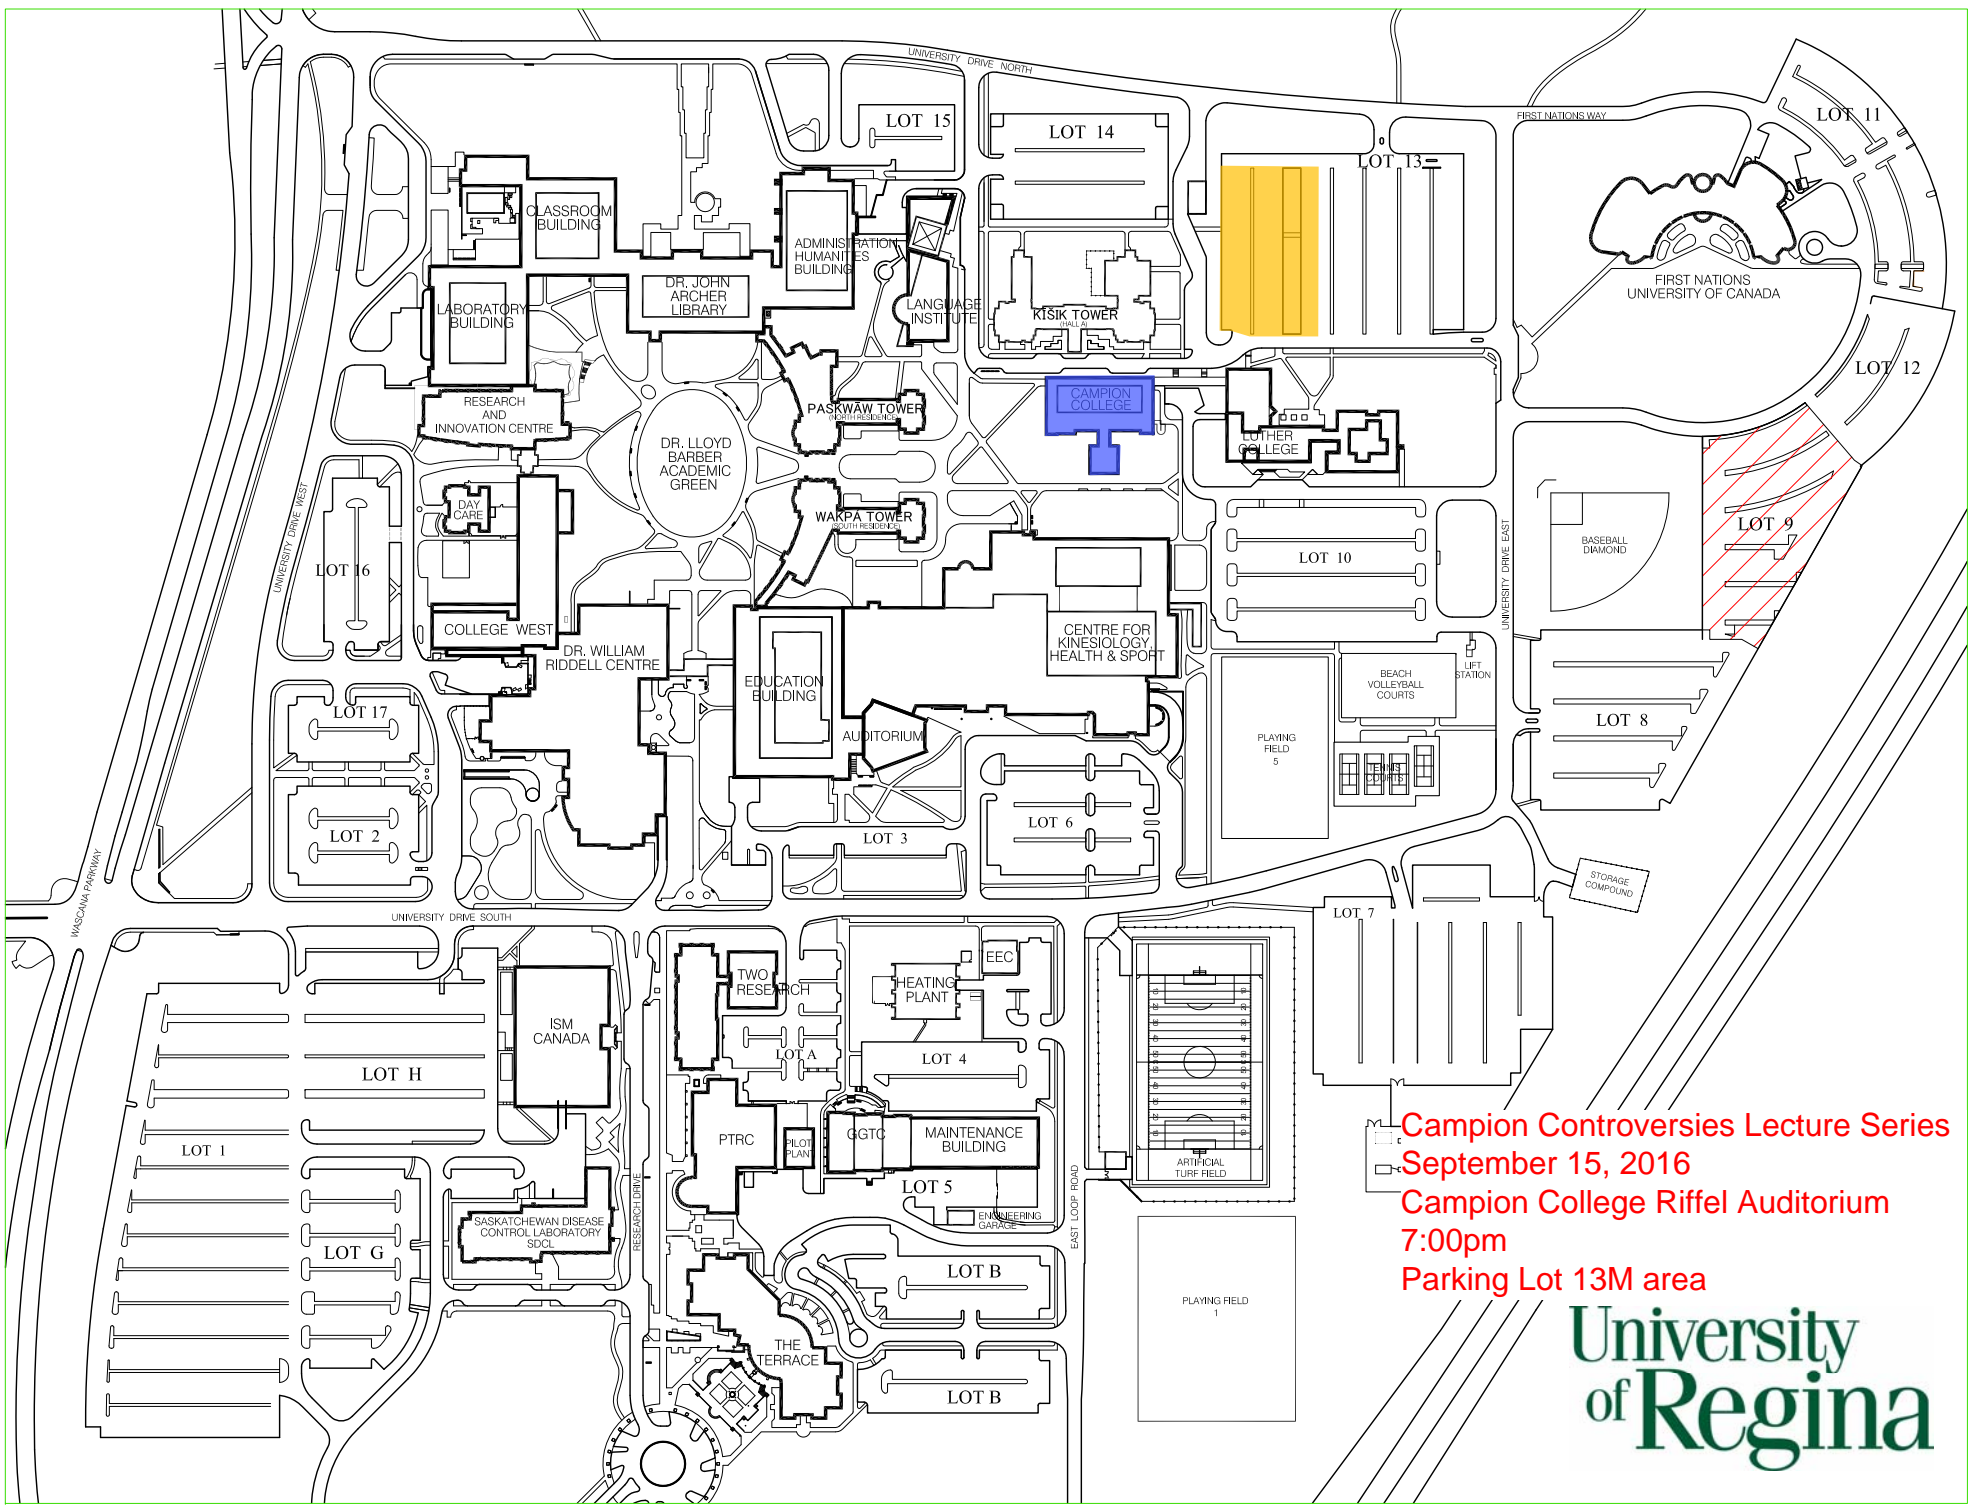 UNIVERSITY DRIVE NORTH
LOT 15
LOT 14
LOT 13
FIRST NATIONS WAY
LOT 11
CLASSROOM
BUILDING
ADMINISTRATION
HUMANITIES
BUILDING
DR. JOHN
ARCHER
LIBRARY
LABORATORY
BUILDING
LANGUAGE
INSTITUTE
KĪŠIK TOWER
(HALL A)
FIRST NATIONS
UNIVERSITY OF CANADA
LOT 12
RESEARCH
AND
INNOVATION CENTRE
PASKWĀW TOWER
(NORTH RESIDENCE)
CAMPION
COLLEGE
LUTHER
COLLEGE
DR. LLOYD
BARBER
ACADEMIC
GREEN
DAY
CARE
WAKPÁ TOWER
(SOUTH RESIDENCE)
UNIVERSITY DRIVE WEST
LOT 16
LOT 10
UNIVERSITY DRIVE EAST
BASEBALL
DIAMOND
LOT 9
COLLEGE WEST
DR. WILLIAM
RIDDELL CENTRE
CENTRE FOR
KINESIOLOGY,
HEALTH & SPORT
EDUCATION
BUILDING
AUDITORIUM
BEACH
VOLLEYBALL
COURTS
LIFT
STATION
LOT 17
LOT 8
PLAYING
FIELD
5
TENNIS
COURTS
LOT 2
LOT 3
LOT 6
WASCANA PARKWAY
UNIVERSITY DRIVE SOUTH
STORAGE
COMPOUND
LOT 7
TWO
RESEARCH
HEATING
PLANT
EEC
ISM
CANADA
LOT A
LOT 4
LOT H
LOT 1
PTRC
PILOT
PLANT
GGTC
MAINTENANCE
BUILDING
ARTIFICIAL
TURF FIELD
LOT 5
ENGINEERING
GARAGE
EAST LOOP ROAD
RESEARCH DRIVE
SASKATCHEWAN DISEASE
CONTROL LABORATORY
SDCL
LOT G
LOT B
PLAYING FIELD
1
THE
TERRACE
LOT B
Campion Controversies Lecture Series
September 15, 2016
Campion College Riffel Auditorium
7:00pm
Parking Lot 13M area
University
of Regina